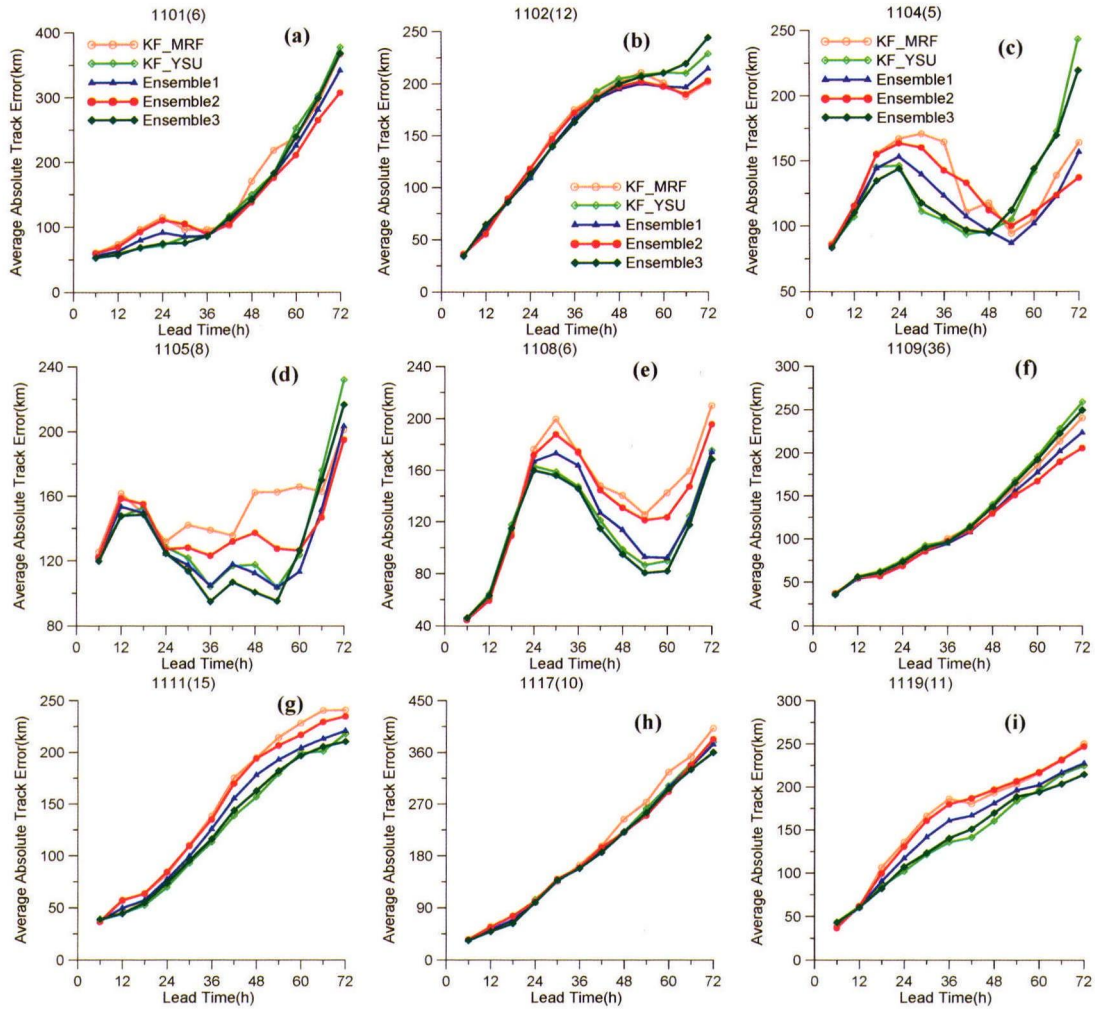 1101(6)
(a)
Average Absolute Track Error(km)
400
300
200
100
0
KF_MRF
KF_YSU
Ensemble1
Ensemble2
Ensemble3
0 12 24 36 48 60 72
Lead Time(h)
1102(12)
(b)
Average Absolute Track Error(km)
250
200
150
100
50
0
KF_MRF
KF_YSU
Ensemble1
Ensemble2
Ensemble3
0 12 24 36 48 60 72
Lead Time(h)
1104(5)
(c)
Average Absolute Track Error(km)
250
200
150
100
50
KF_MRF
KF_YSU
Ensemble1
Ensemble2
Ensemble3
0 12 24 36 48 60 72
Lead Time(h)
1105(8)
(d)
Average Absolute Track Error(km)
240
200
160
120
80
0 12 24 36 48 60 72
Lead Time(h)
1108(6)
(e)
Average Absolute Track Error(km)
240
200
160
120
80
40
0 12 24 36 48 60 72
Lead Time(h)
1109(36)
(f)
Average Absolute Track Error(km)
300
250
200
150
100
50
0
0 12 24 36 48 60 72
Lead Time(h)
1111(15)
(g)
Average Absolute Track Error(km)
250
200
150
100
50
0
0 12 24 36 48 60 72
Lead Time(h)
1117(10)
(h)
Average Absolute Track Error(km)
450
360
270
180
90
0
0 12 24 36 48 60 72
Lead Time(h)
1119(11)
(i)
Average Absolute Track Error(km)
300
250
200
150
100
50
0
0 12 24 36 48 60 72
Lead Time(h)